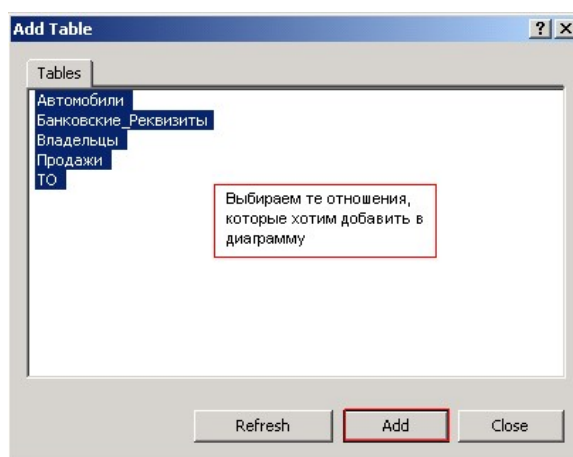 Add Table
Tables
Автомобили
Банковские_Реквизиты
Владельцы
Продажи
ТО
Выбираем те отношения,
которые хотим добавить в
диаграмму
Refresh
Add
Close